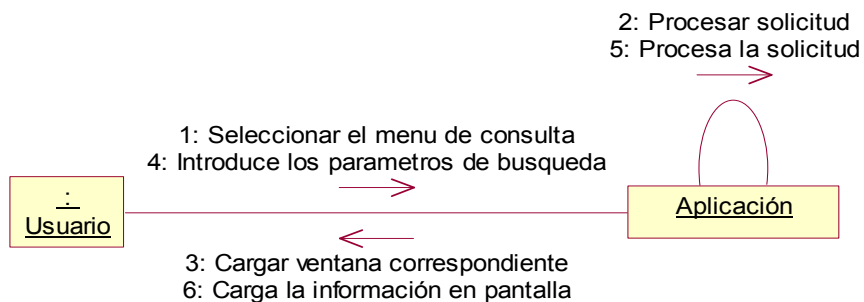 2: Procesar solicitud
5: Procesa la solicitud
1: Seleccionar el menu de consulta
4: Introduce los parametros de busqueda
:
Usuario
Aplicación
3: Cargar ventana correspondiente
6: Carga la información en pantalla